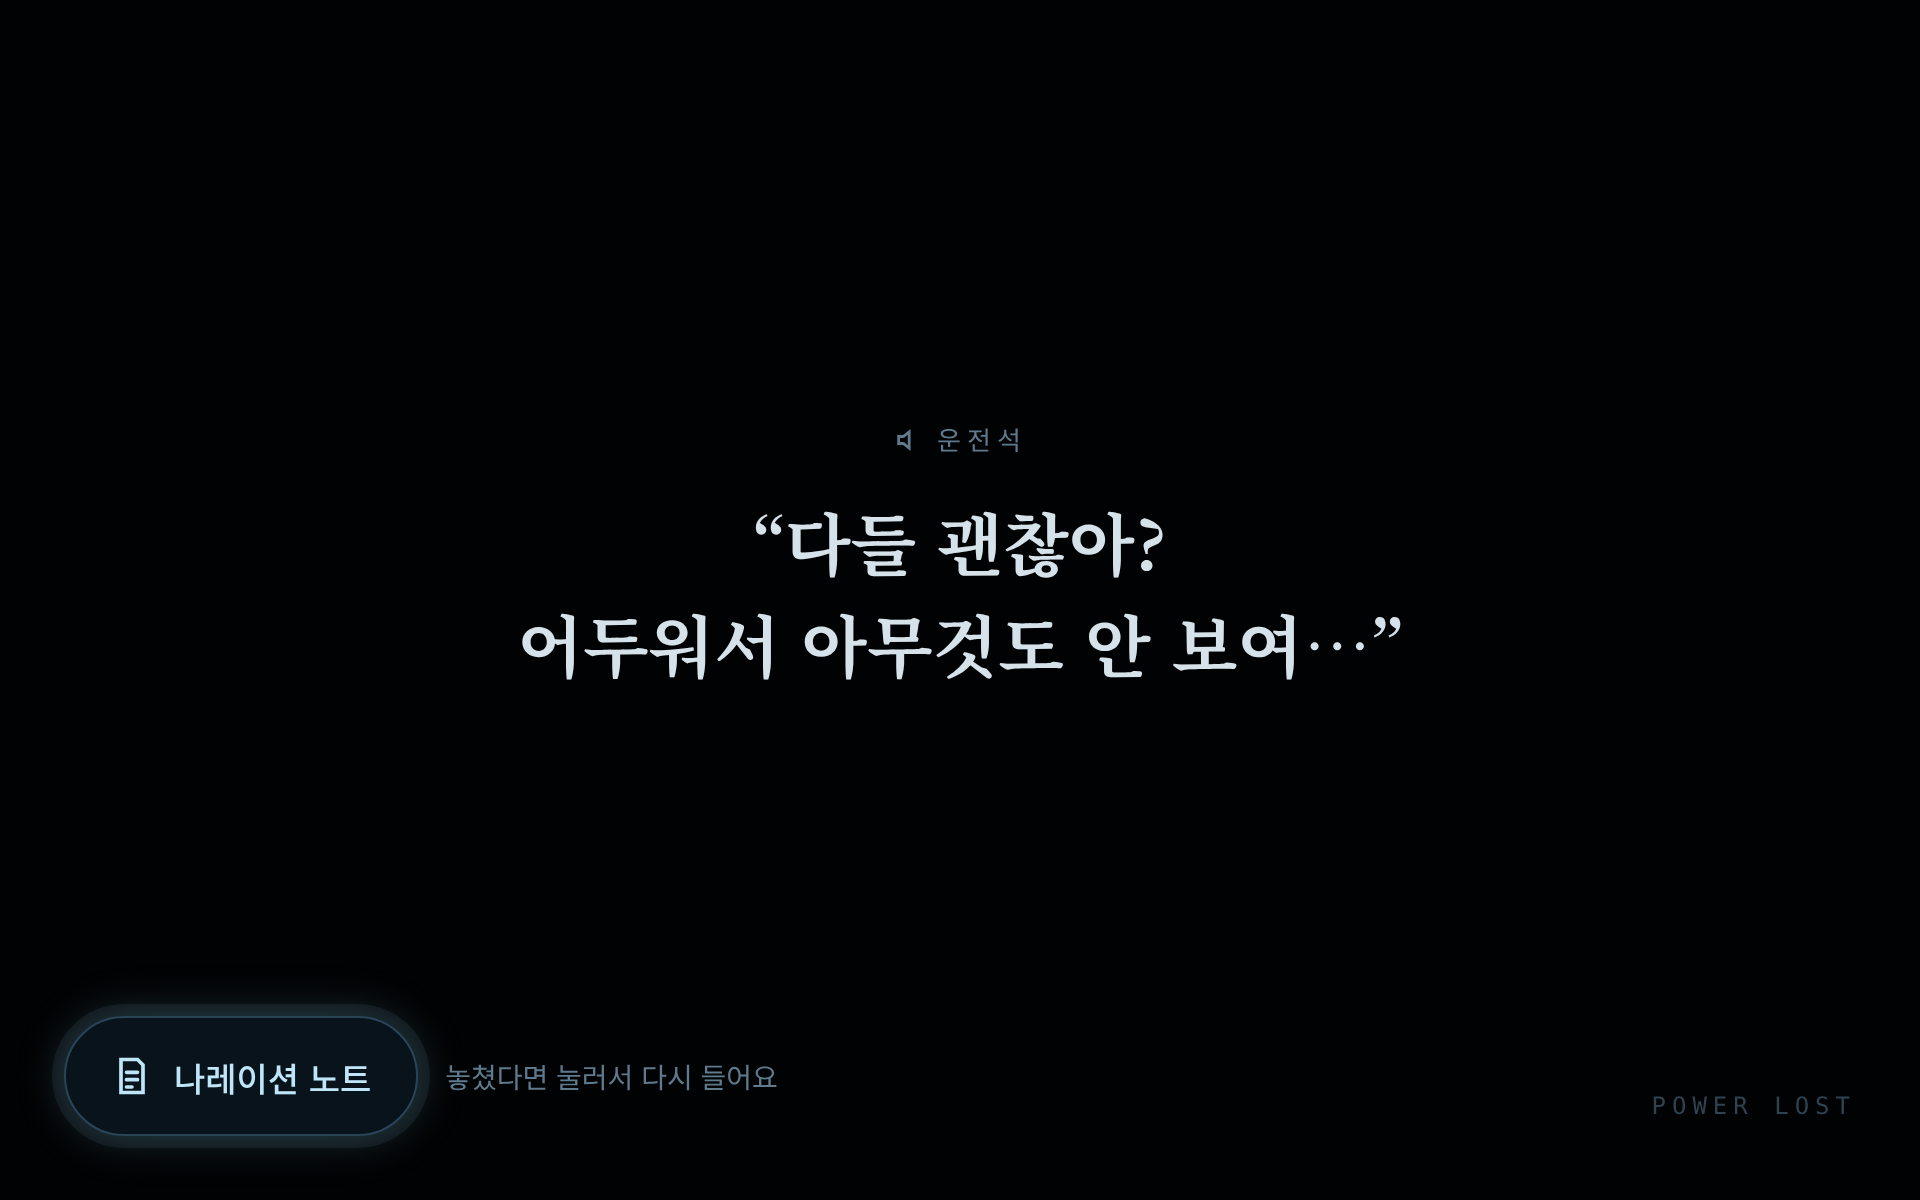 운전석
“다들 괜찮아?
어두워서 아무것도 안 보여…”
나레이션 노트
놓쳤다면 눌러서 다시 들어요
POWER LOST